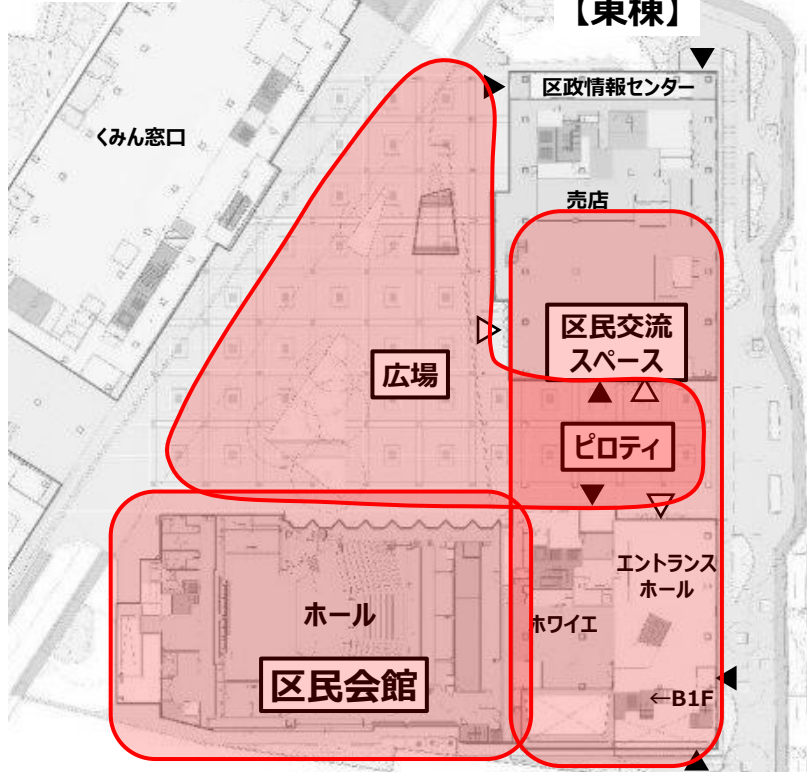 【東棟】
区政情報センター
くみん窓口
売店
区民交流
スペース
広場
ピロティ
エントランス
ホール
ホール
ホワイエ
区民会館
←B1F